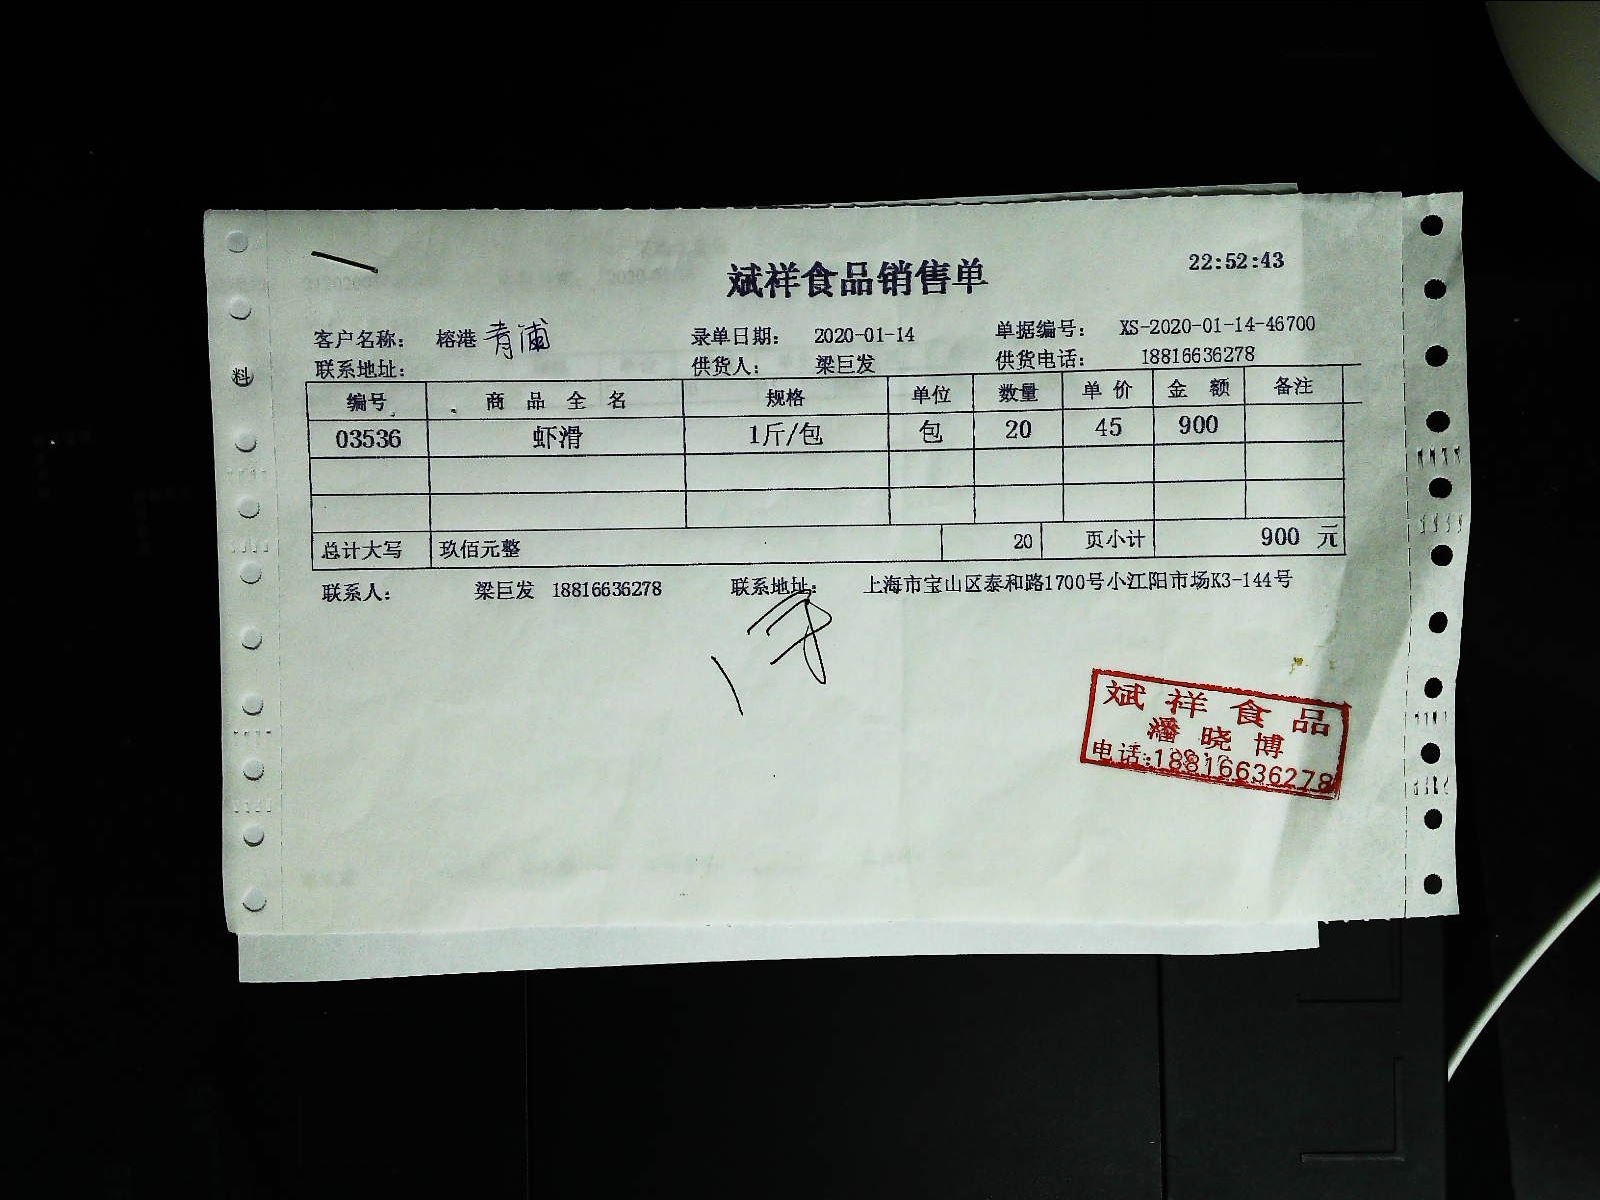 斌祥食品销售单 22:52:43
客户名称: 榕港 青浦 录单日期: 2020-01-14 单据编号: XS-2020-01-14-46700
联系地址: 供货人: 梁巨发 供货电话: 18816636278
料
编号 商品全名 规格 单位 数量 单价 金额 备注
03536 虾滑 1斤/包 包 20 45 900
总计大写 玖佰元整 20 页小计 900 元
联系人: 梁巨发 18816636278 联系地址: 上海市宝山区泰和路1700号小江阳市场K3-144号
斌祥食品
潘晓博
电话:18816636278